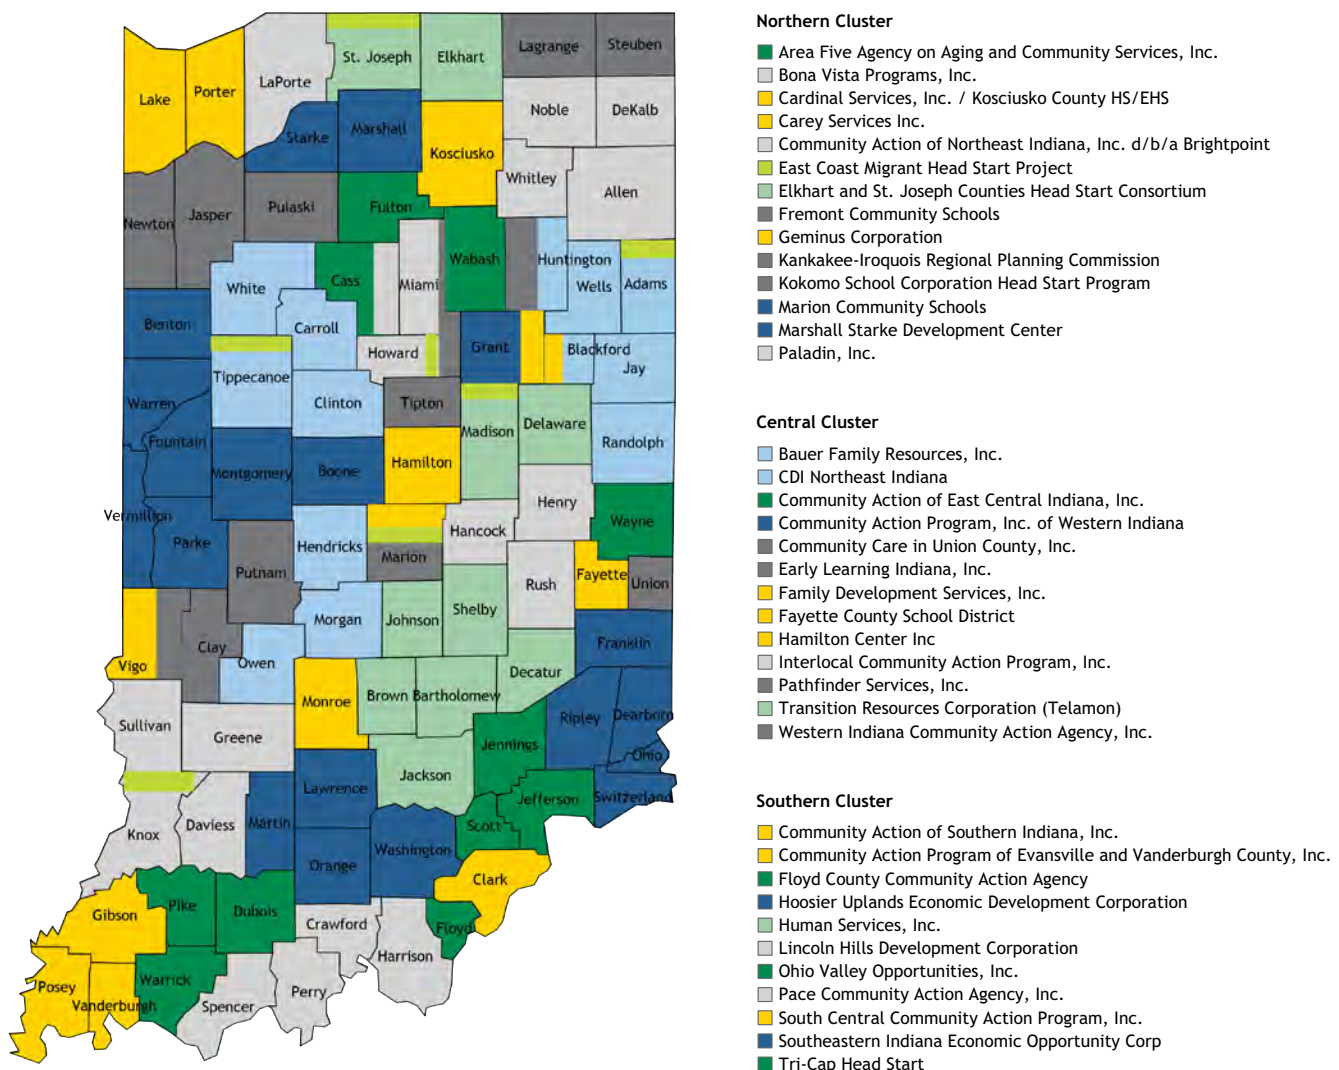 Lake
Porter
LaPorte
St. Joseph
Elkhart
Lagrange
Steuben
Noble
DeKalb
Starke
Marshall
Kosciusko
Whitley
Allen
Newton
Jasper
Pulaski
Fulton
Wabash
Huntington
Wells
Adams
White
Cass
Miami
Benton
Carroll
Howard
Grant
Blackford
Jay
Tippecanoe
Warren
Clinton
Tipton
Madison
Delaware
Randolph
Fountain
Montgomery
Boone
Hamilton
Henry
Wayne
Vermillion
Parke
Putnam
Hendricks
Marion
Hancock
Rush
Fayette
Union
Vigo
Clay
Owen
Morgan
Johnson
Shelby
Decatur
Franklin
Sullivan
Greene
Monroe
Brown
Bartholomew
Jennings
Ripley
Dearborn
Ohio
Knox
Daviess
Martin
Lawrence
Jackson
Scott
Jefferson
Switzerland
Orange
Washington
Clark
Gibson
Pike
Dubois
Crawford
Floyd
Harrison
Posey
Vanderburgh
Warrick
Spencer
Perry
Northern Cluster
Area Five Agency on Aging and Community Services, Inc.
Bona Vista Programs, Inc.
Cardinal Services, Inc. / Kosciusko County HS/EHS
Carey Services Inc.
Community Action of Northeast Indiana, Inc. d/b/a Brightpoint
East Coast Migrant Head Start Project
Elkhart and St. Joseph Counties Head Start Consortium
Fremont Community Schools
Geminus Corporation
Kankakee-Iroquois Regional Planning Commission
Kokomo School Corporation Head Start Program
Marion Community Schools
Marshall Starke Development Center
Paladin, Inc.
Central Cluster
Bauer Family Resources, Inc.
CDI Northeast Indiana
Community Action of East Central Indiana, Inc.
Community Action Program, Inc. of Western Indiana
Community Care in Union County, Inc.
Early Learning Indiana, Inc.
Family Development Services, Inc.
Fayette County School District
Hamilton Center Inc
Interlocal Community Action Program, Inc.
Pathfinder Services, Inc.
Transition Resources Corporation (Telamon)
Western Indiana Community Action Agency, Inc.
Southern Cluster
Community Action of Southern Indiana, Inc.
Community Action Program of Evansville and Vanderburgh County, Inc.
Floyd County Community Action Agency
Hoosier Uplands Economic Development Corporation
Human Services, Inc.
Lincoln Hills Development Corporation
Ohio Valley Opportunities, Inc.
Pace Community Action Agency, Inc.
South Central Community Action Program, Inc.
Southeastern Indiana Economic Opportunity Corp
Tri-Cap Head Start